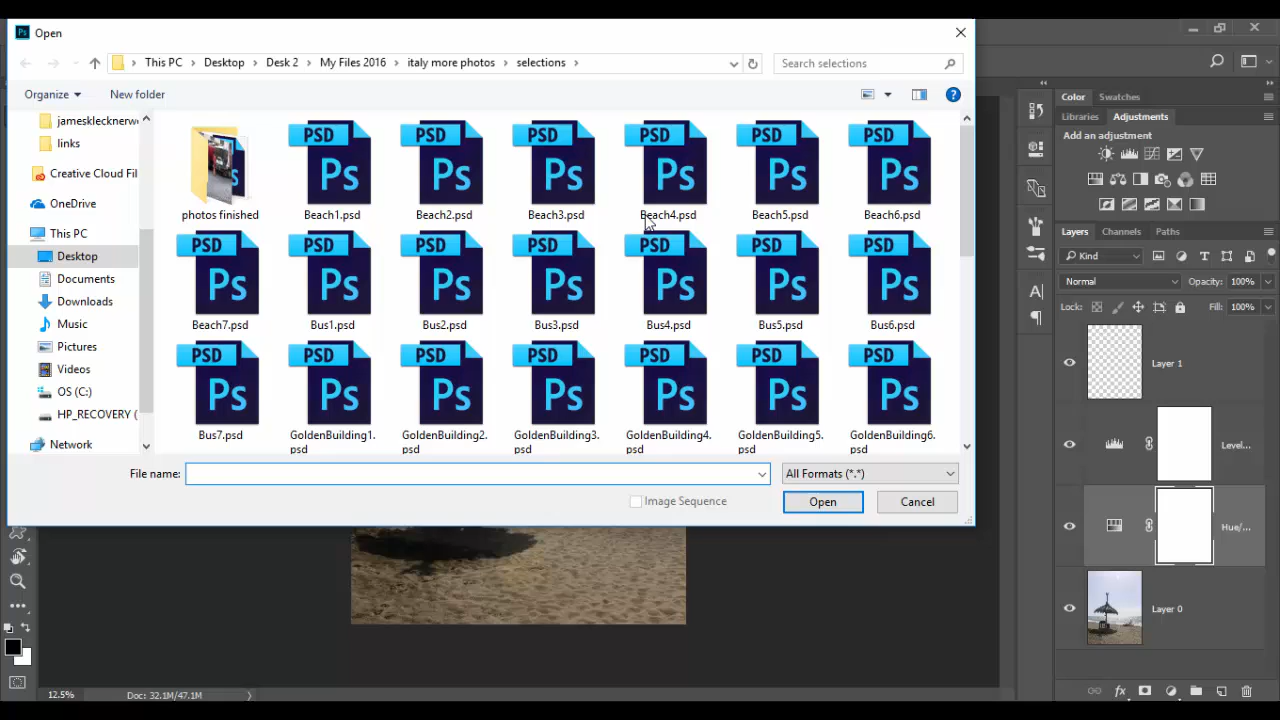 Open
This PC > Desktop > Desk 2 > My Files 2016 > italy more photos > selections >
Search selections
Organize
New folder
jamesklecknerw
links
Creative Cloud Fil
OneDrive
This PC
Desktop
Documents
Downloads
Music
Pictures
Videos
OS (C:)
HP_RECOVERY (
Network
photos finished
Beach1.psd
Beach2.psd
Beach3.psd
Beach4.psd
Beach5.psd
Beach6.psd
Beach7.psd
Bus1.psd
Bus2.psd
Bus3.psd
Bus4.psd
Bus5.psd
Bus6.psd
Bus7.psd
GoldenBuilding1.
psd
GoldenBuilding2.
psd
GoldenBuilding3.
psd
GoldenBuilding4.
psd
GoldenBuilding5.
psd
GoldenBuilding6.
psd
File name:
All Formats (*.*)
Image Sequence
Open
Cancel
Color
Swatches
Libraries
Adjustments
Add an adjustment
Layers
Channels
Paths
Kind
Normal
Opacity: 100%
Lock:
Fill: 100%
Layer 1
Level...
Hue/...
Layer 0
12.5%
Doc: 32.1M/47.1M